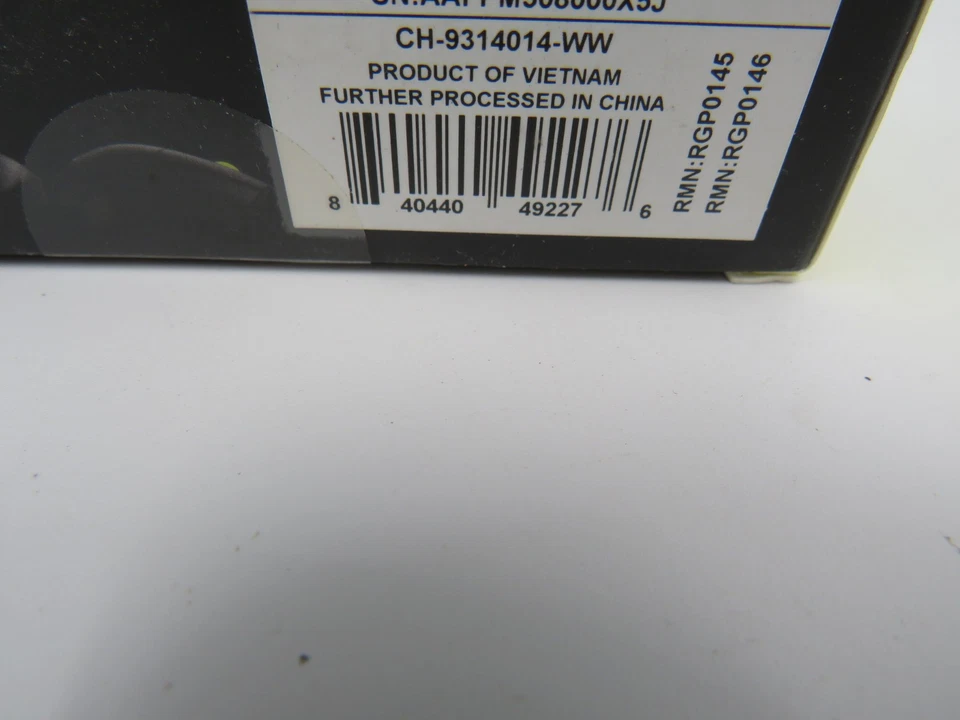 CH-9314014-WW
PRODUCT OF VIETNAM
FURTHER PROCESSED IN CHINA
8 40440 49227 6
RMN:RGP0145
RMN:RGP0146